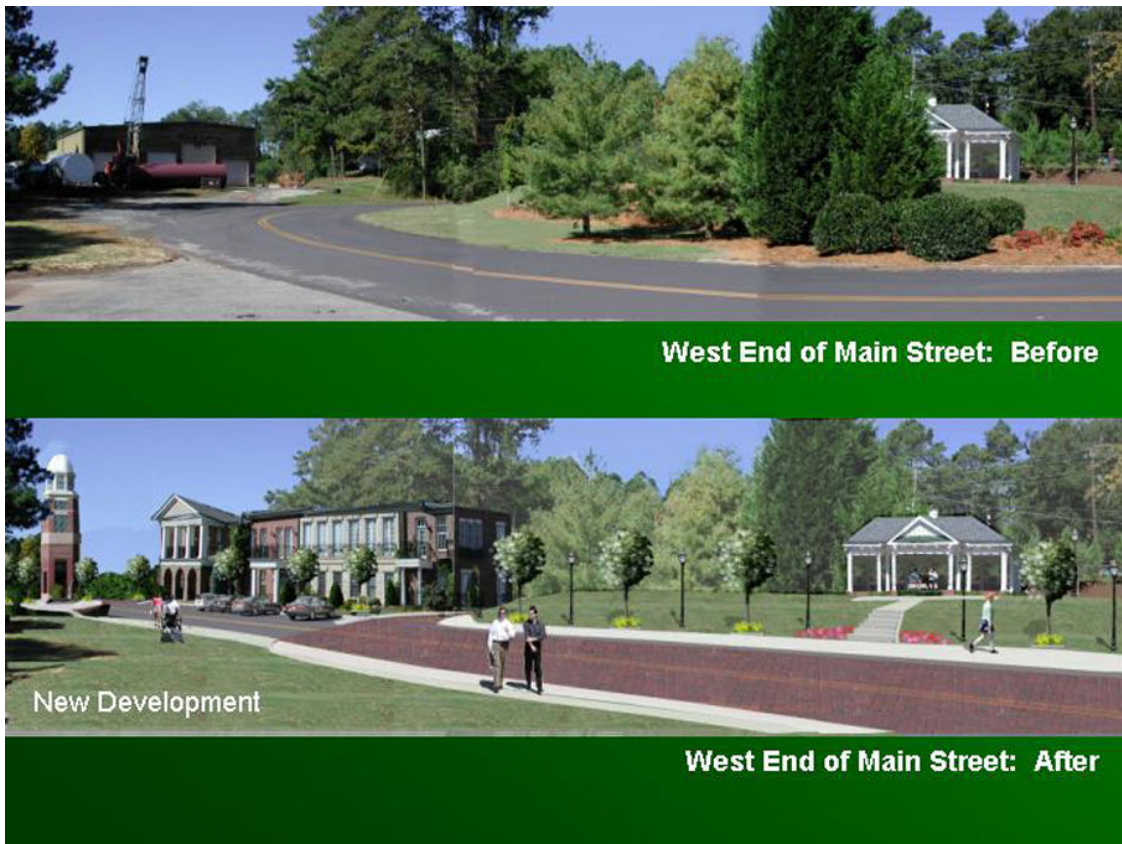 West End of Main Street: Before
New Development
West End of Main Street: After